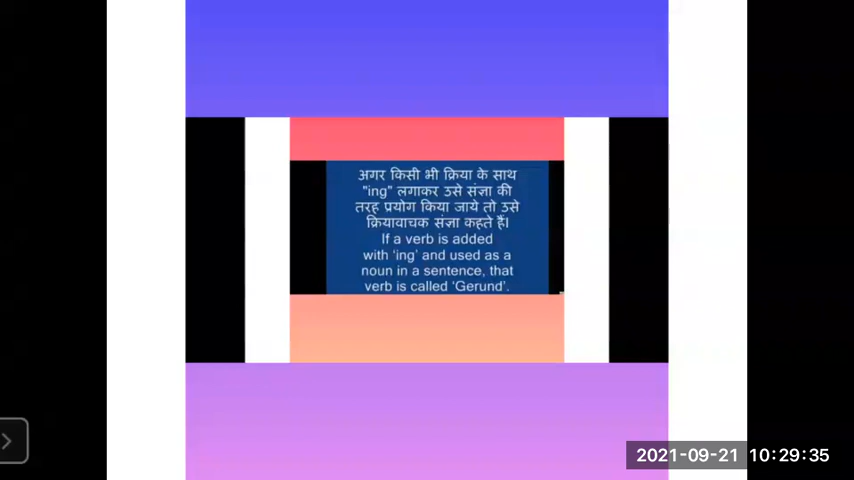 अगर किसी भी क्रिया के साथ
"ing" लगाकर उसे संज्ञा की
तरह प्रयोग किया जाये तो उसे
क्रियावाचक संज्ञा कहते हैं।
If a verb is added
with 'ing' and used as a
noun in a sentence, that
verb is called 'Gerund'.
2021-09-21 10:29:35